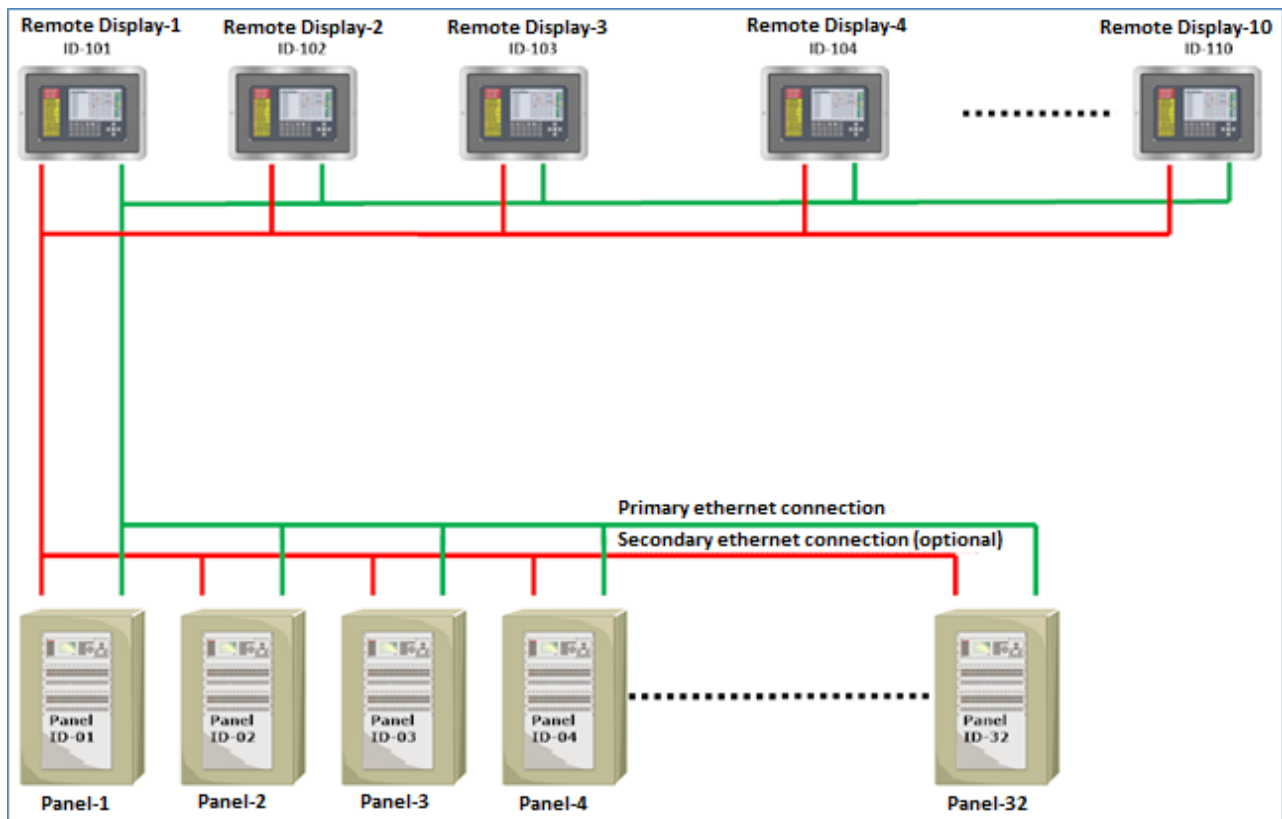 Remote Display-1
ID-101
Remote Display-2
ID-102
Remote Display-3
ID-103
Remote Display-4
ID-104
Remote Display-10
ID-110
Primary ethernet connection
Secondary ethernet connection (optional)
Panel
ID-01
Panel
ID-02
Panel
ID-03
Panel
ID-04
Panel
ID-32
Panel-1
Panel-2
Panel-3
Panel-4
Panel-32